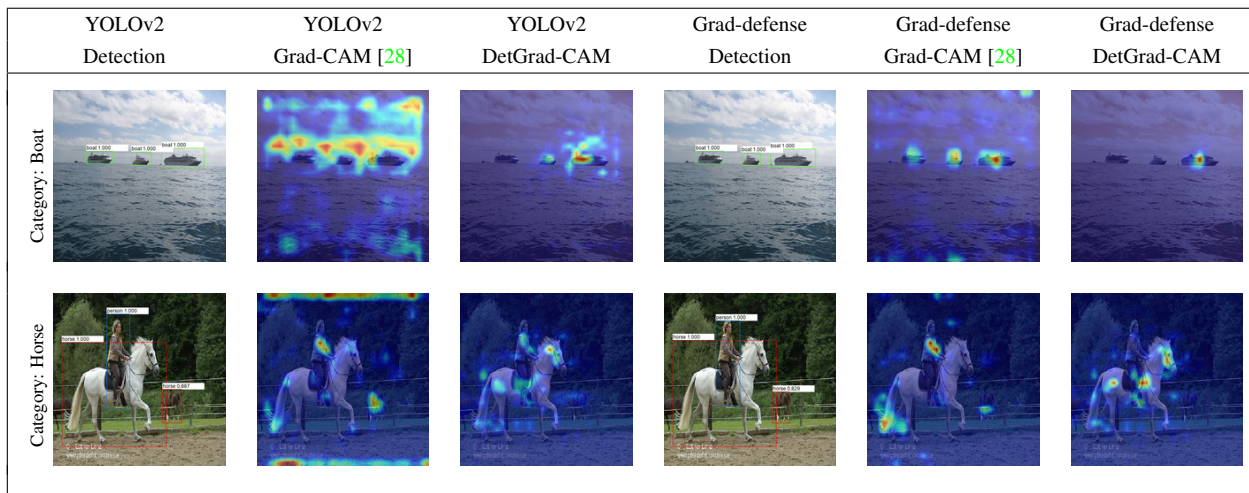 YOLOv2 YOLOv2 YOLOv2 Grad-defense Grad-defense Grad-defense
Detection Grad-CAM [28] DetGrad-CAM Detection Grad-CAM [28] DetGrad-CAM
Category: Boat
boat 1.000 boat 1.000 boat 1.000
boat 1.000 boat 1.000 boat 1.000
Category: Horse
person 1.000
horse 1.000
horse 0.887
person 1.000
horse 1.000
horse 0.829